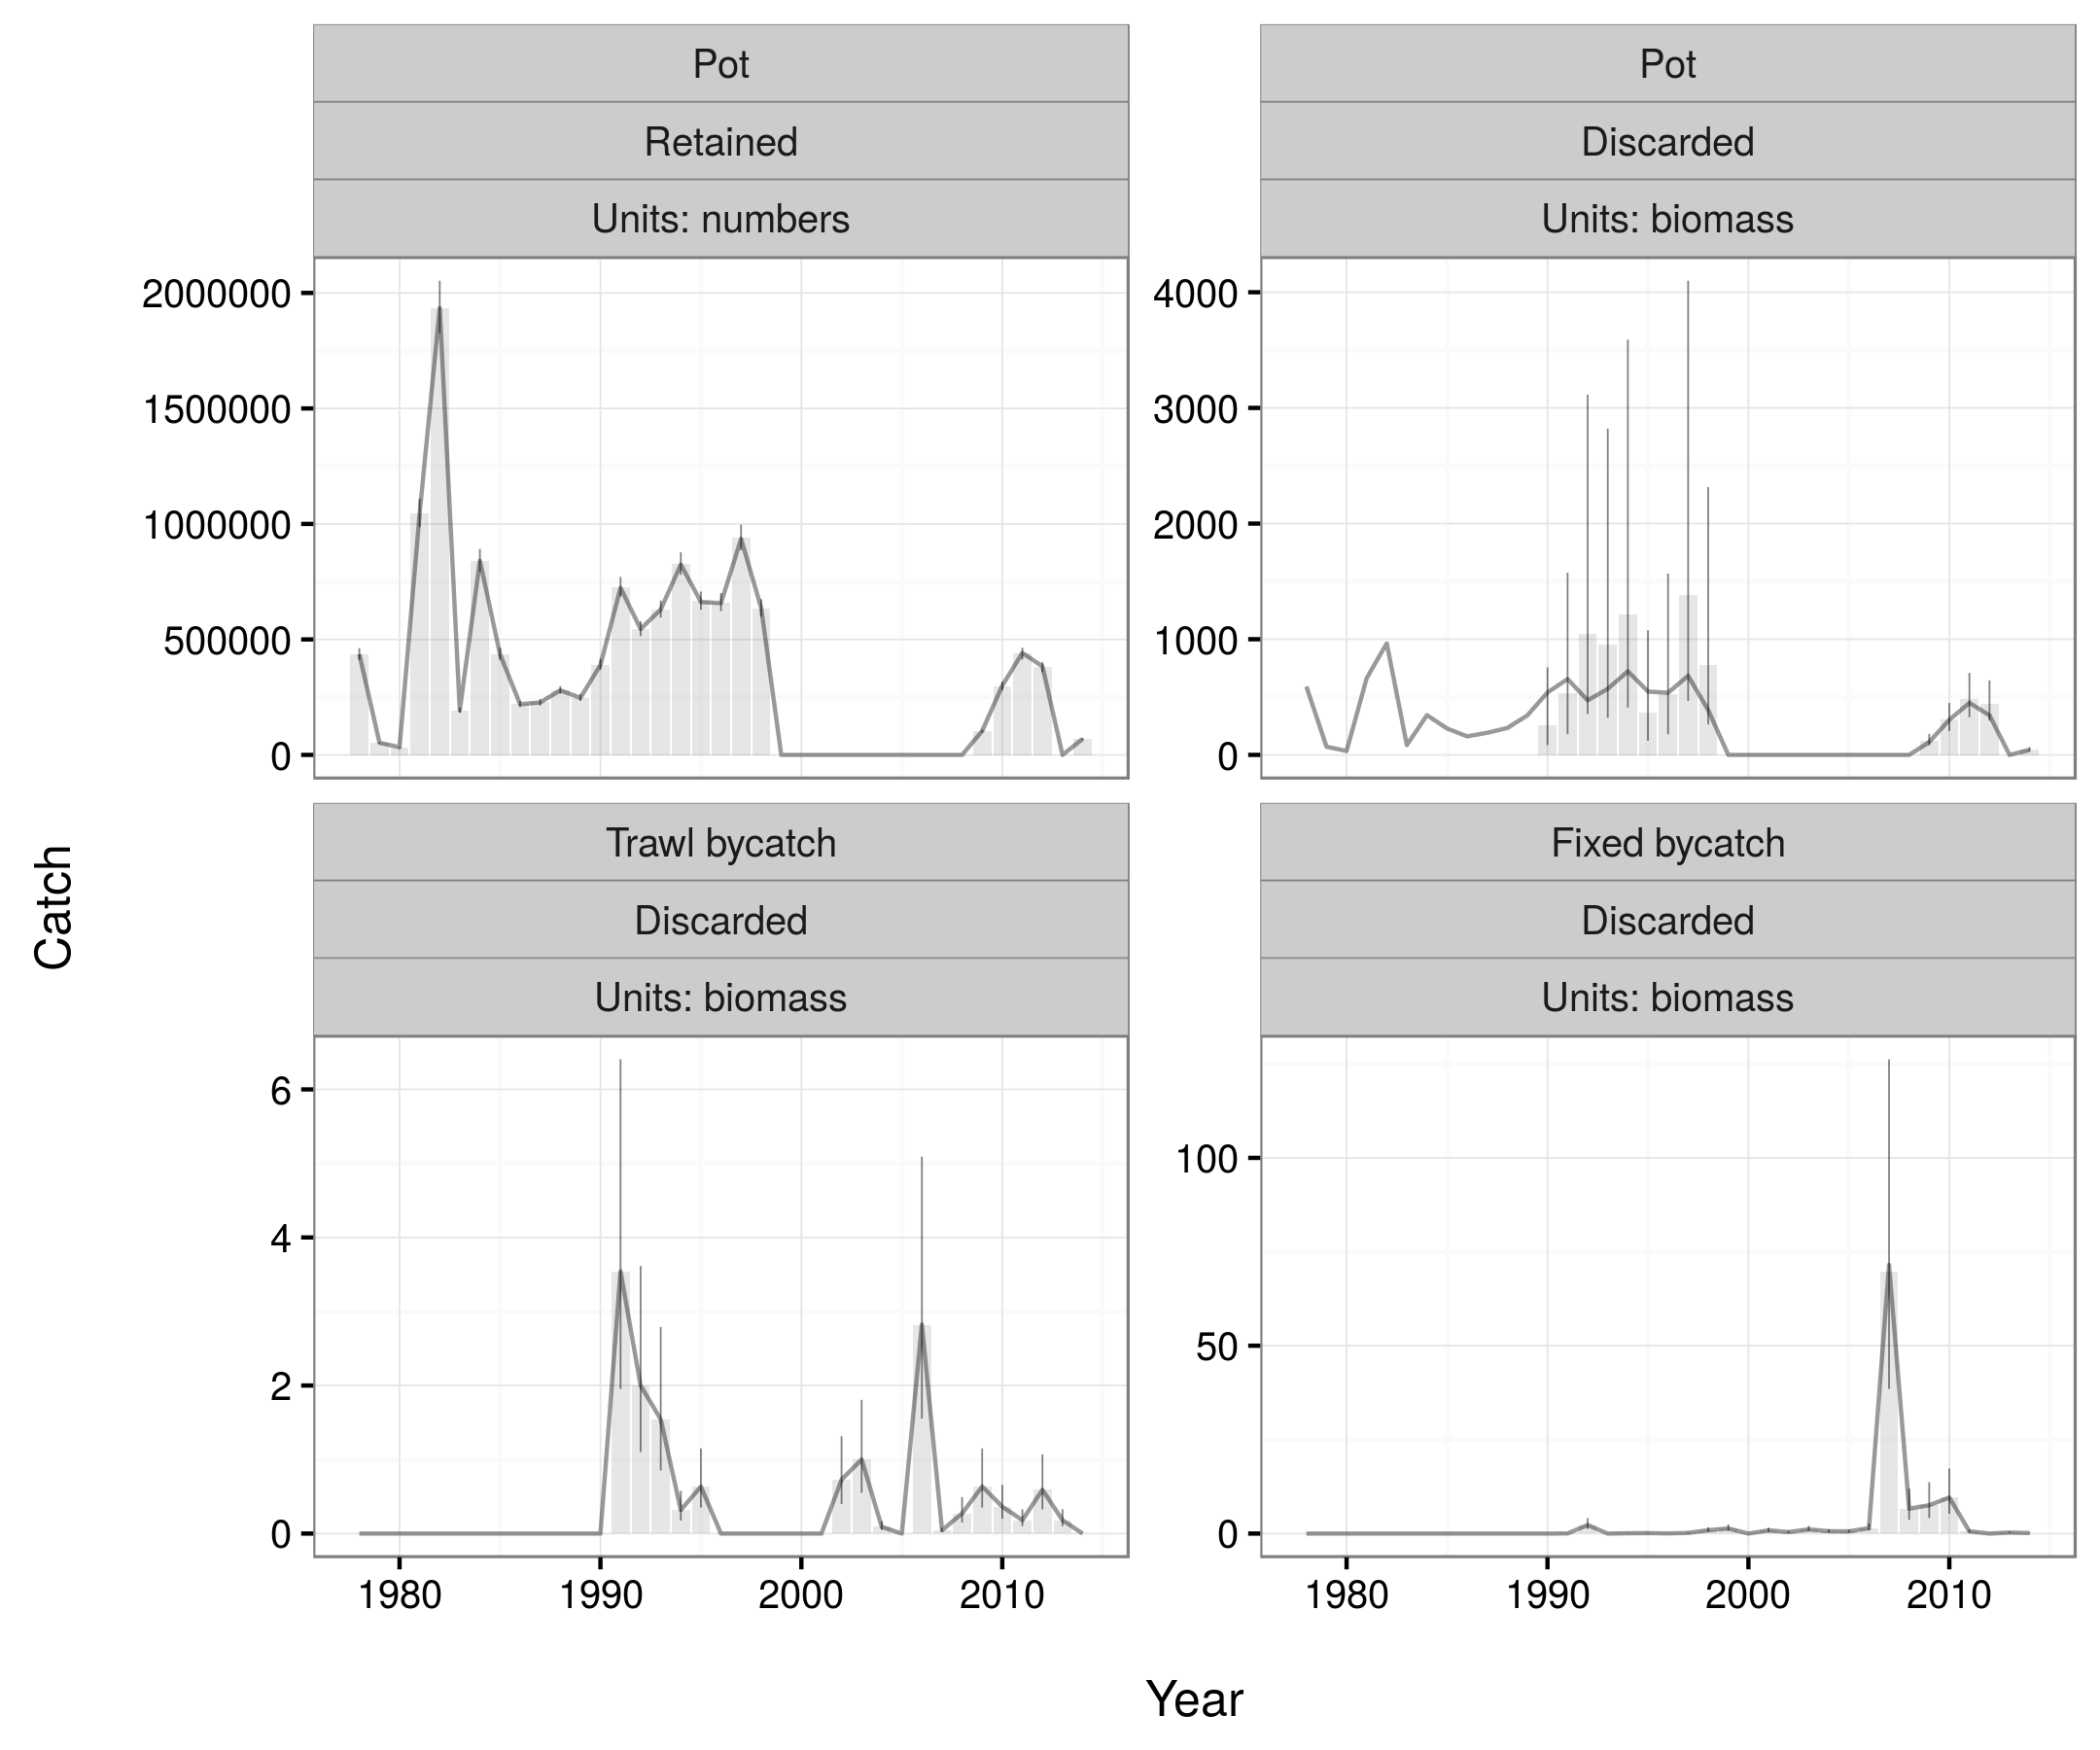 Pot
Retained
Units: numbers
2000000
1500000
1000000
500000
0
Pot
Discarded
Units: biomass
4000
3000
2000
1000
0
Catch
Trawl bycatch
Discarded
Units: biomass
6
4
2
0
1980 1990 2000 2010
Fixed bycatch
Discarded
Units: biomass
100
50
0
1980 1990 2000 2010
Year